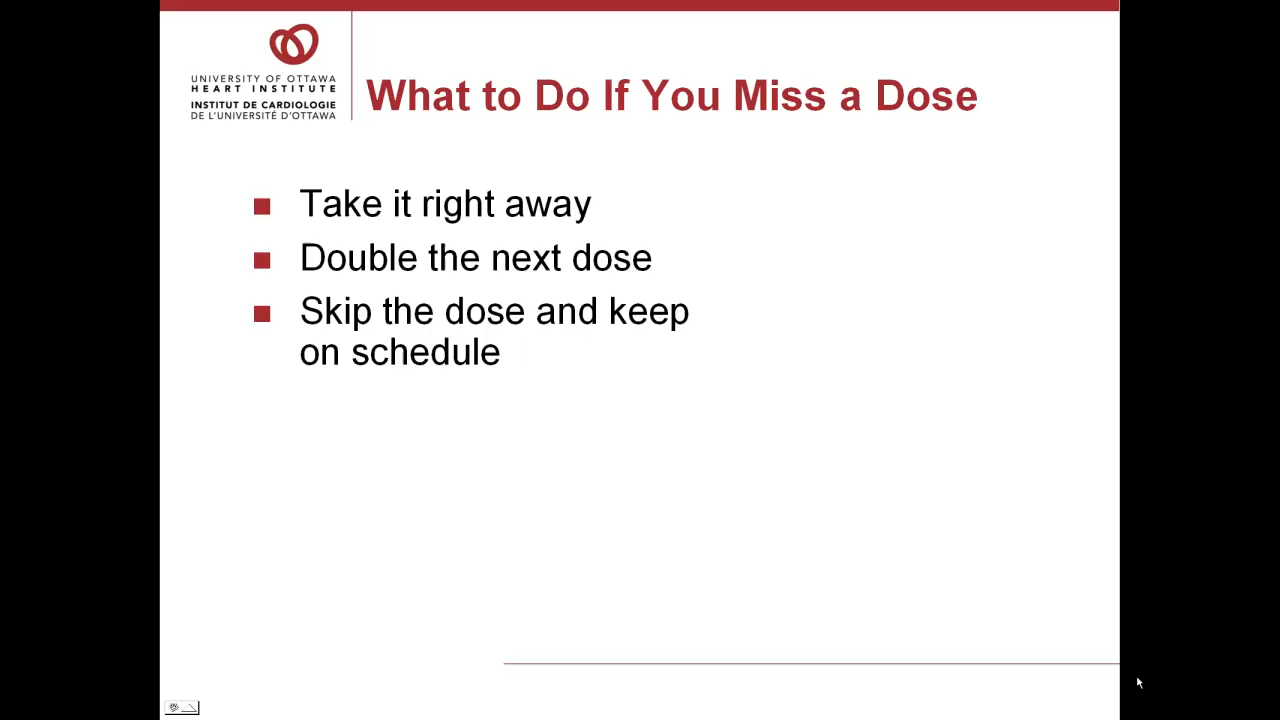 UNIVERSITY OF OTTAWA
HEART INSTITUTE
INSTITUT DE CARDIOLOGIE
DE L'UNIVERSITÉ D'OTTAWA
What to Do If You Miss a Dose
Take it right away
Double the next dose
Skip the dose and keep
on schedule